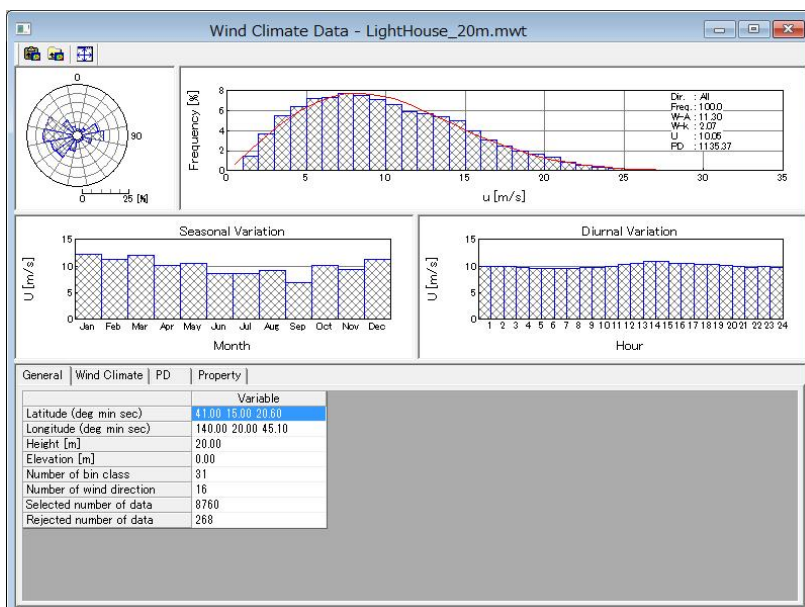 Wind Climate Data - LightHouse_20m.mwt
0
90
0 25 [%]
Frequency [%]
8
6
4
2
0
0 5 10 15 20 25 30 35
u [m/s]
Dir. : All
Freq. : 100.0
W-A : 11.30
W-k : 2.07
U : 10.05
PD : 1135.37
Seasonal Variation
U [m/s]
15
10
5
0
Jan Feb Mar Apr May Jun Jul Aug Sep Oct Nov Dec
Month
Diurnal Variation
U [m/s]
15
10
5
0
1 2 3 4 5 6 7 8 9 10 11 12 13 14 15 16 17 18 19 20 21 22 23 24
Hour
General Wind Climate PD Property
Variable
Latitude (deg min sec) 41.00 15.00 20.60
Longitude (deg min sec) 140.00 20.00 45.10
Height [m] 20.00
Elevation [m] 0.00
Number of bin class 31
Number of wind direction 16
Selected number of data 8760
Rejected number of data 268